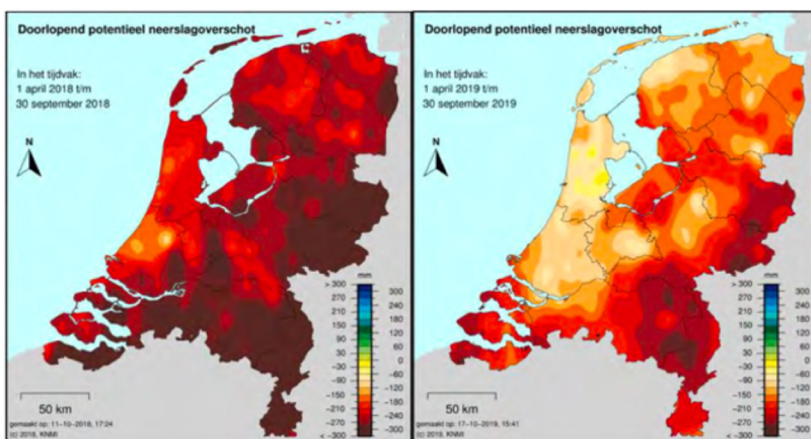 Doorlopend potentieel neerslagoverschot
In het tijdvak:
1 april 2018 t/m
30 september 2018
N
mm
> 300
300
270
240
210
180
150
120
90
60
30
0
-30
-60
-90
-120
-150
-180
-210
-240
-270
-300
< -300
50 km
gemaakt op: 11-10-2018, 17:24
(c) 2018, KNMI
Doorlopend potentieel neerslagoverschot
In het tijdvak:
1 april 2019 t/m
30 september 2019
N
mm
> 300
300
270
240
210
180
150
120
90
60
30
0
-30
-60
-90
-120
-150
-180
-210
-240
-270
-300
< -300
50 km
gemaakt op: 17-10-2019, 15:41
(c) 2019, KNMI